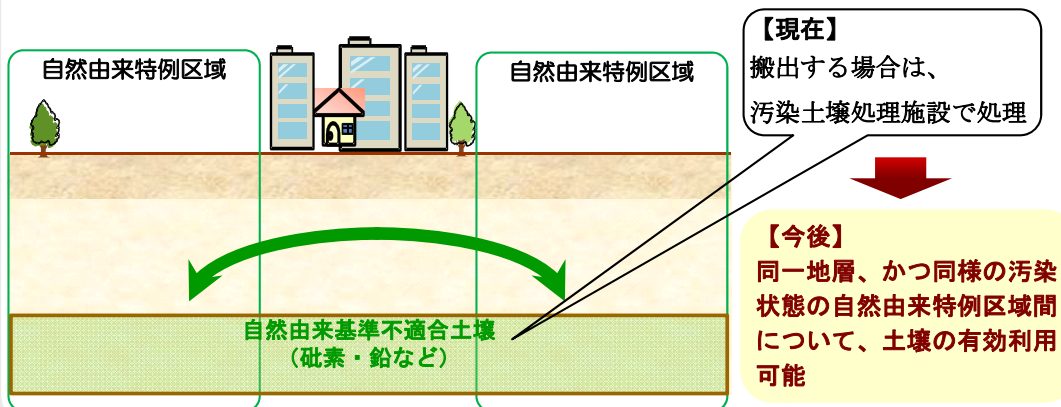 自然由来特例区域
自然由来特例区域
【現在】
搬出する場合は、
汚染土壌処理施設で処理
【今後】
同一地層、かつ同様の汚染
状態の自然由来特例区域間
について、土壌の有効利用
可能
自然由来基準不適合土壌
（砒素・鉛など）